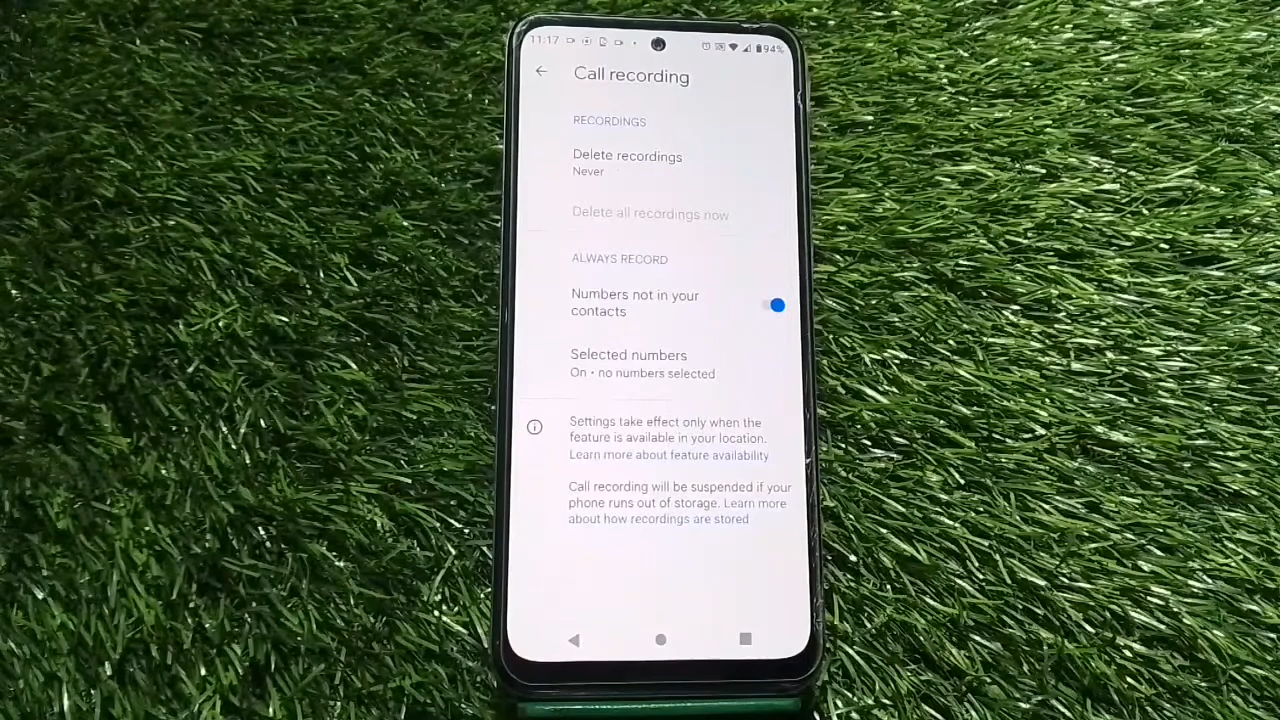 11:17 94%
Call recording
RECORDINGS
Delete recordings
Never
Delete all recordings now
ALWAYS RECORD
Numbers not in your
contacts
Selected numbers
On • no numbers selected
Settings take effect only when the
feature is available in your location.
Learn more about feature availability
Call recording will be suspended if your
phone runs out of storage. Learn more
about how recordings are stored